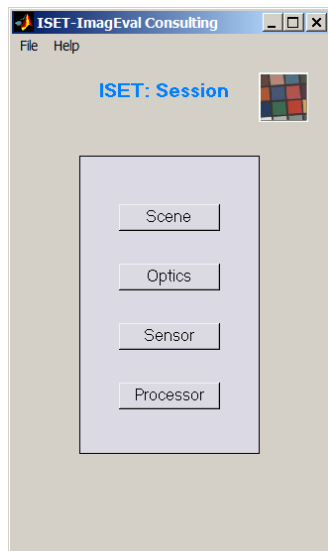 ISET-ImagEval Consulting
File Help
ISET: Session
Scene
Optics
Sensor
Processor